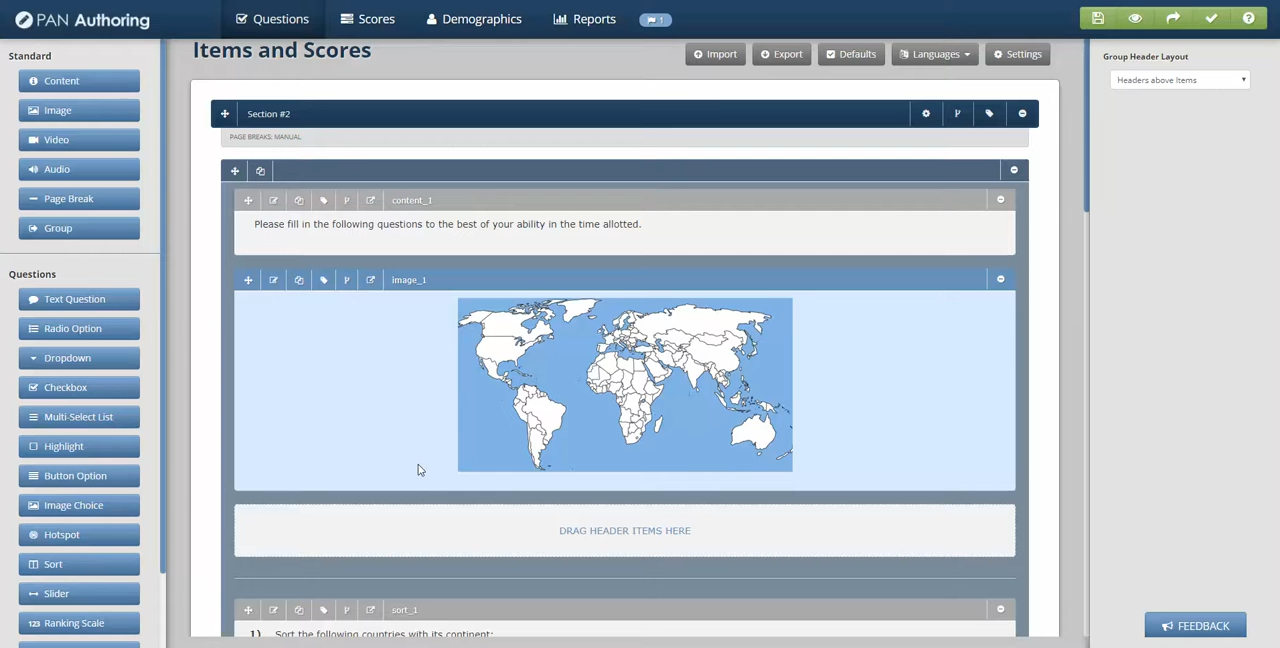 PAN Authoring
Questions
Scores
Demographics
Reports
1
Standard
Content
Image
Video
Audio
Page Break
Group
Questions
Text Question
Radio Option
Dropdown
Checkbox
Multi-Select List
Highlight
Button Option
Image Choice
Hotspot
Sort
Slider
123 Ranking Scale
Items and Scores
Import
Export
Defaults
Languages
Settings
Section #2
PAGE BREAKS: MANUAL
content_1
Please fill in the following questions to the best of your ability in the time allotted.
image_1
DRAG HEADER ITEMS HERE
sort_1
1) Sort the following countries with its continent:
Group Header Layout
Headers above Items
FEEDBACK